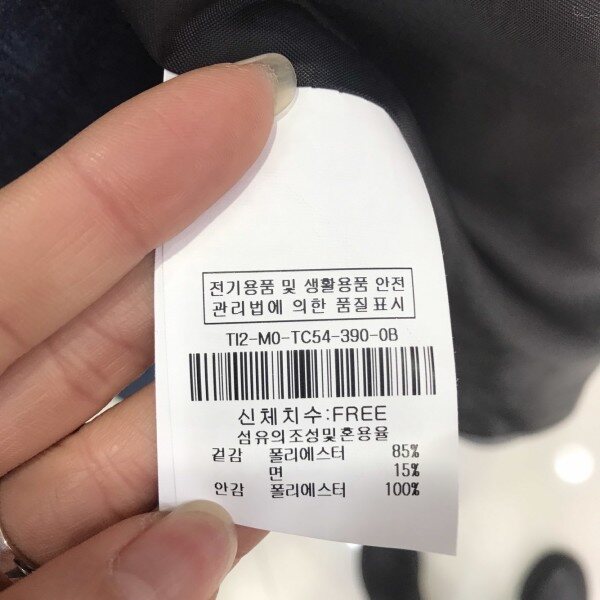 전기용품 및 생활용품 안전
관리법에 의한 품질표시
TI2-M0-TC54-390-0B
신체치수:FREE
섬유의조성및혼용율
겉감 폴리에스터 85%
면 15%
안감 폴리에스터 100%